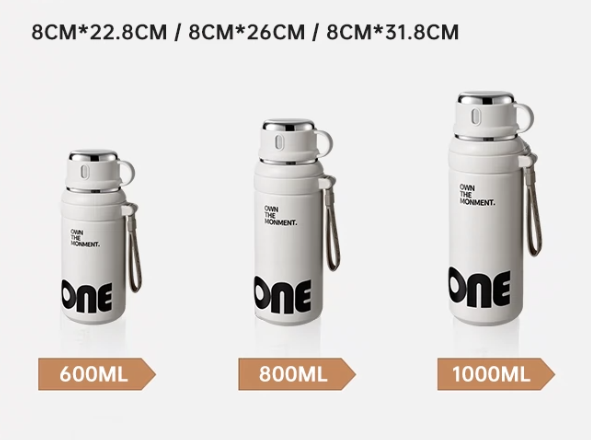 8CM*22.8CM / 8CM*26CM / 8CM*31.8CM
OWN
THE
MONMENT.
ONE
OWN
THE
MONMENT.
ONE
OWN
THE
MONMENT.
ONE
600ML
800ML
1000ML